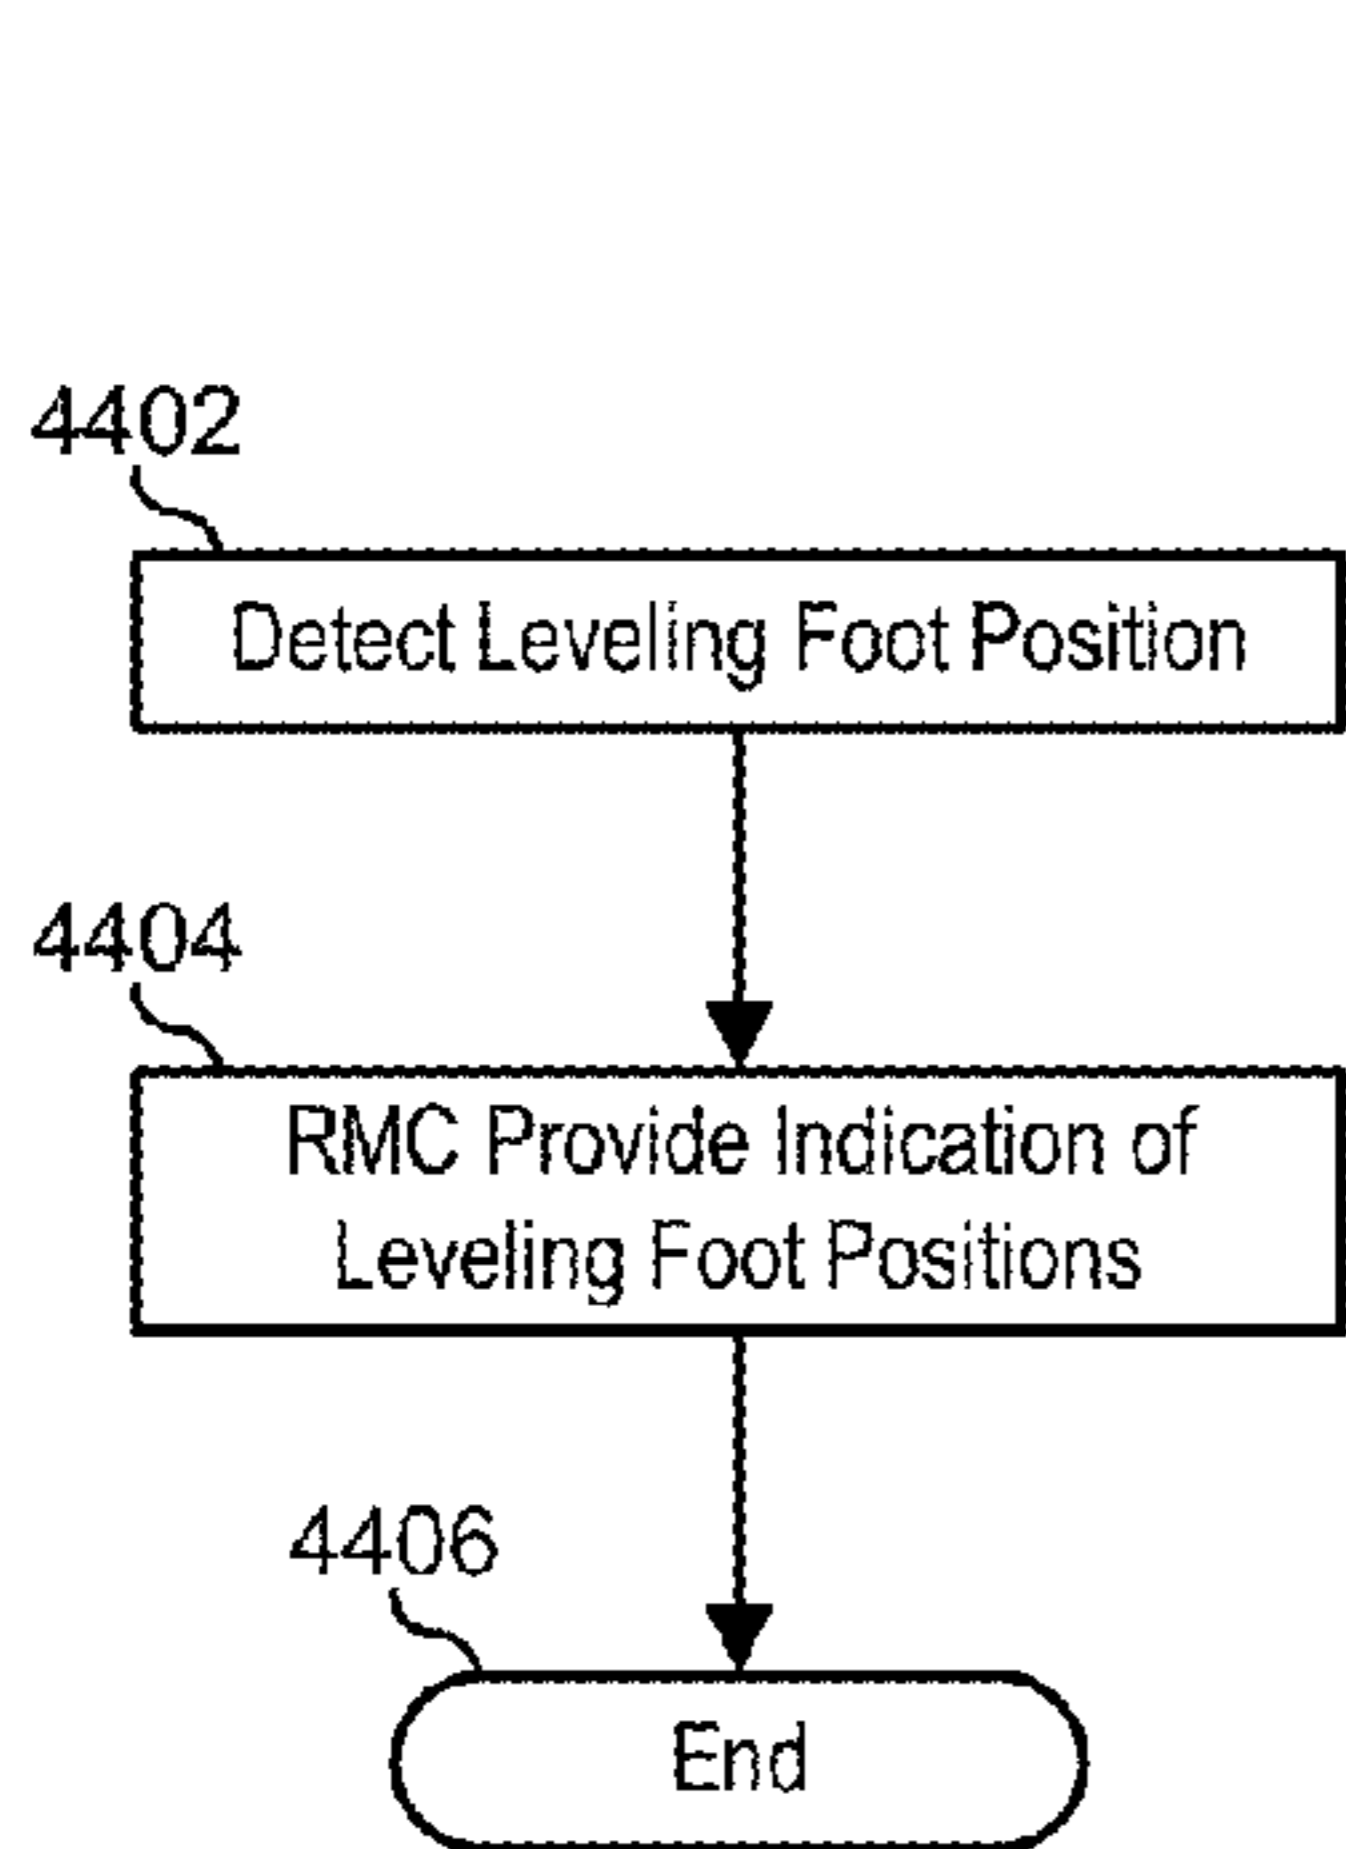 4402
Detect Leveling Foot Position
4404
RMC Provide Indication of
Leveling Foot Positions
4406
End